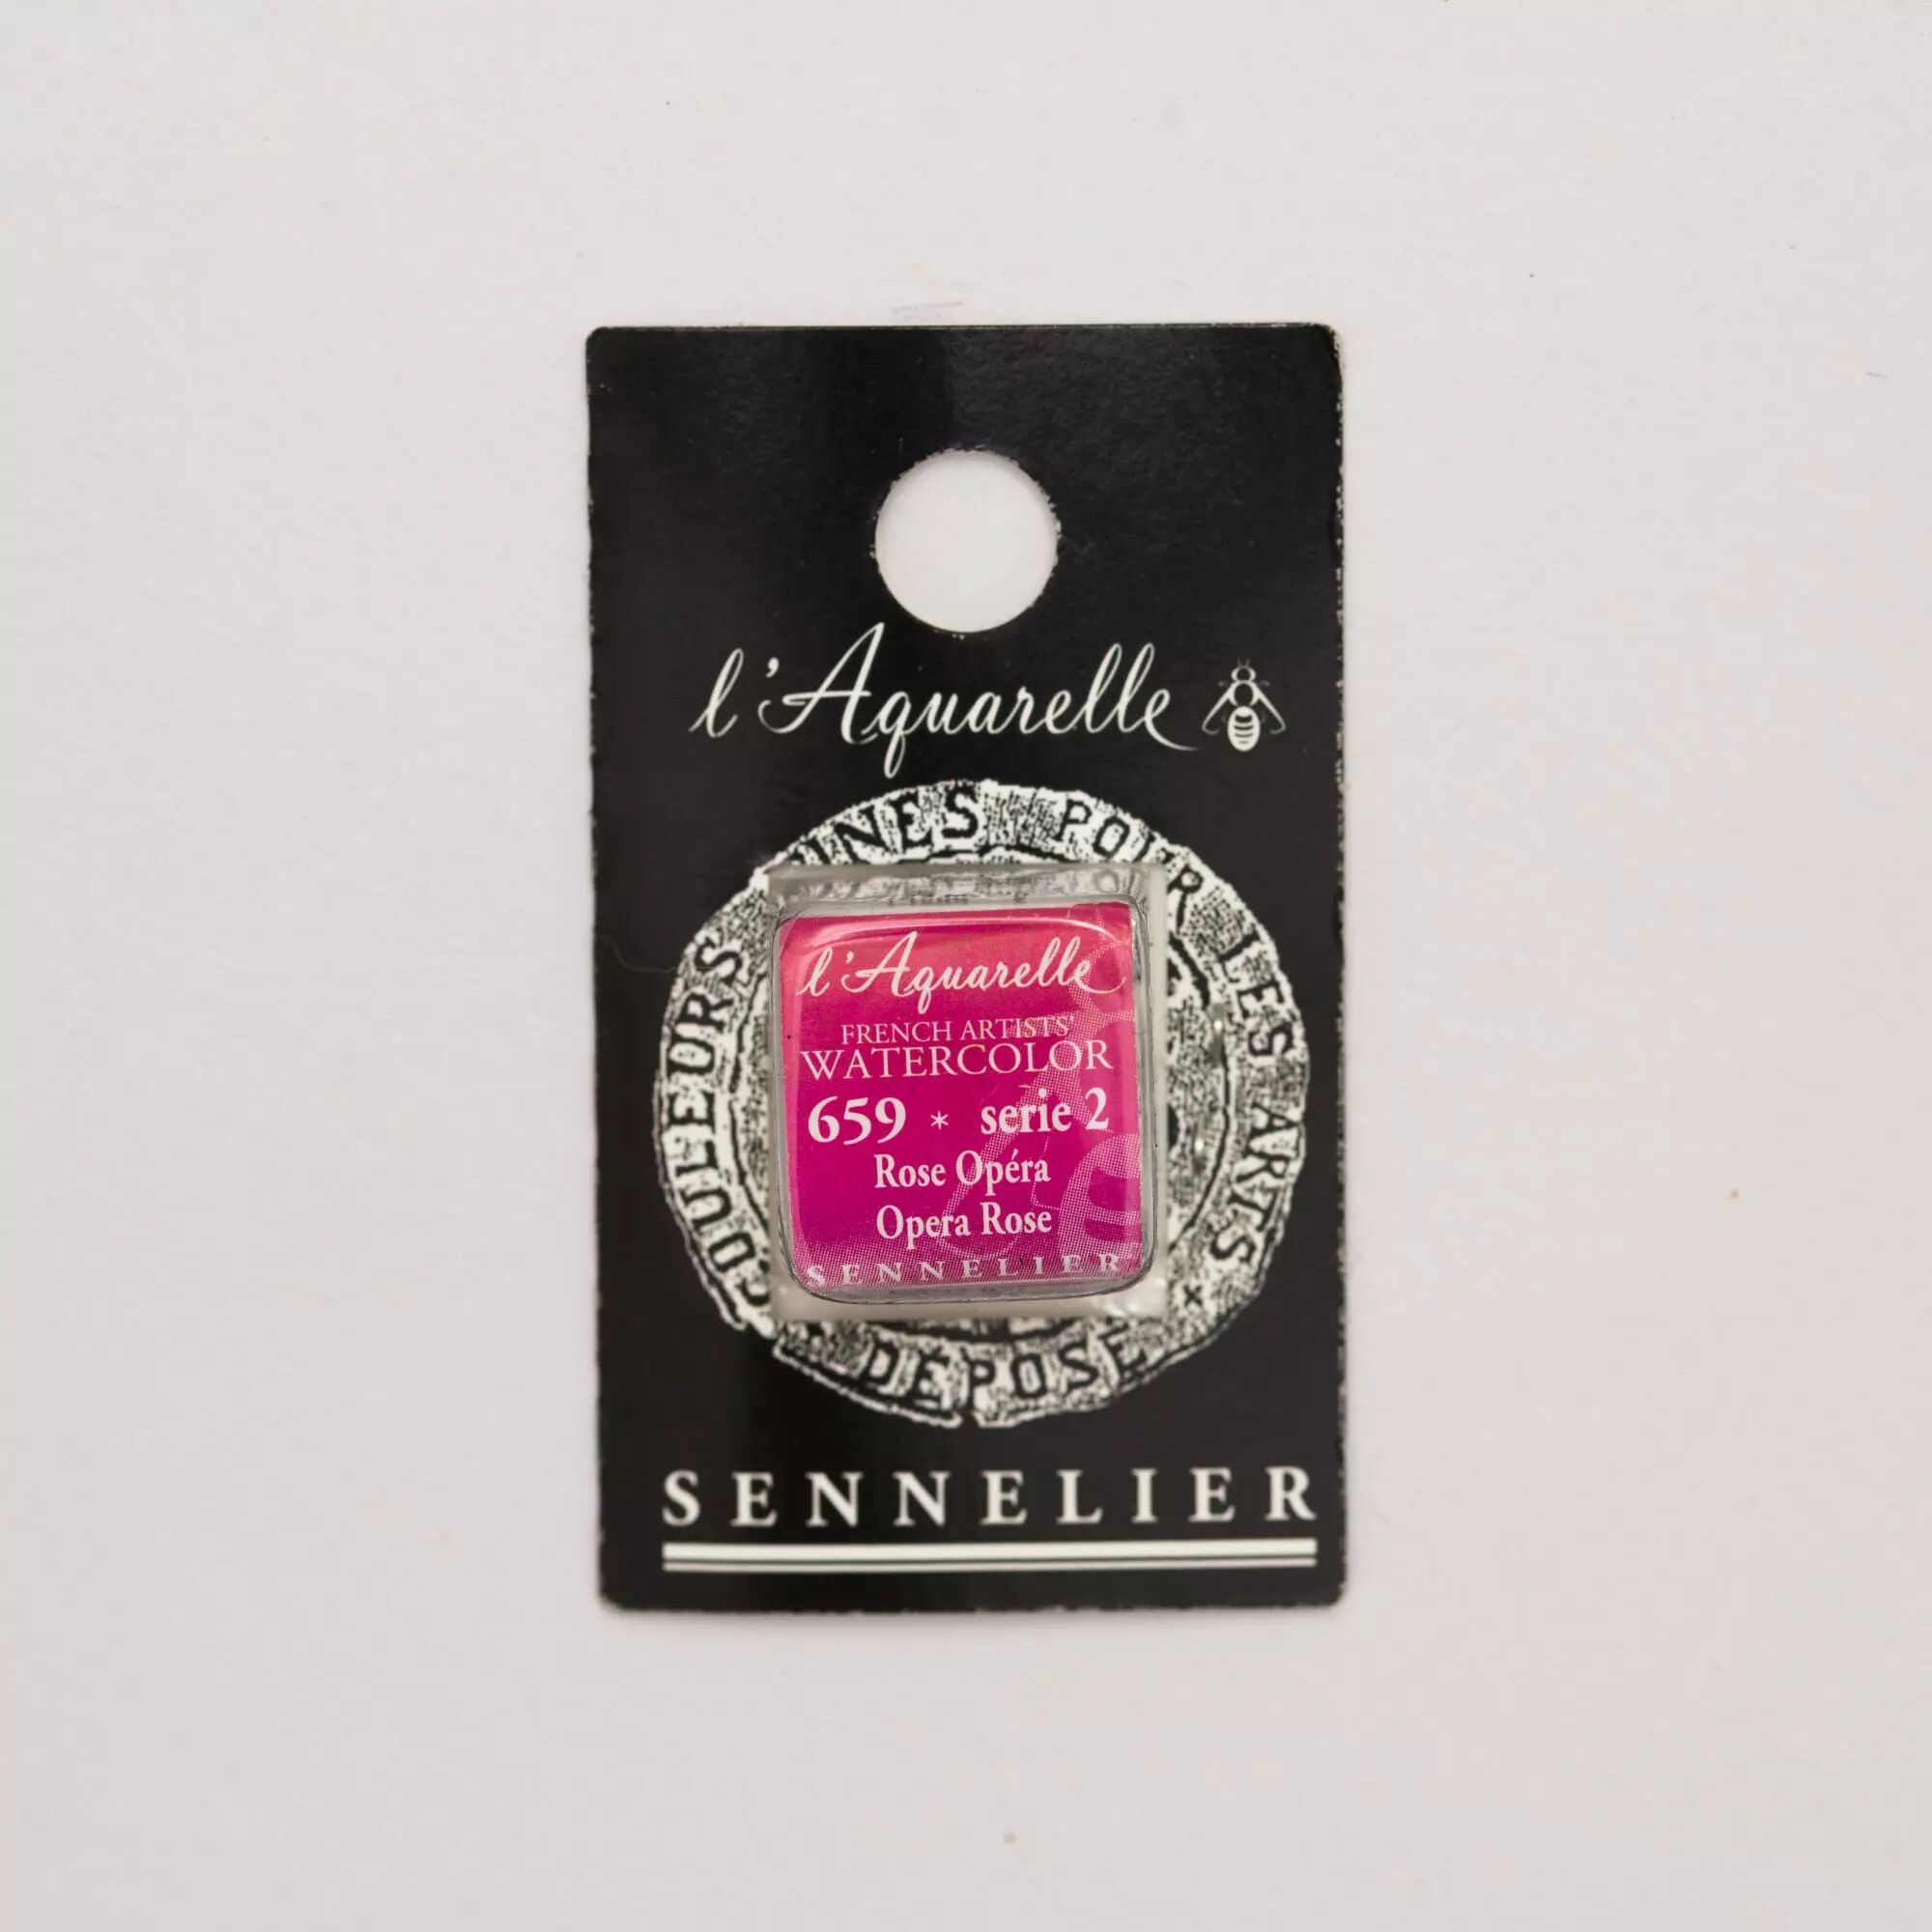 l'Aquarelle
COULEURS FINES POUR LES ARTS
DÉPOSÉ
l'Aquarelle
FRENCH ARTISTS'
WATERCOLOR
659 * serie 2
Rose Opéra
Opera Rose
SENNELIER
SENNELIER